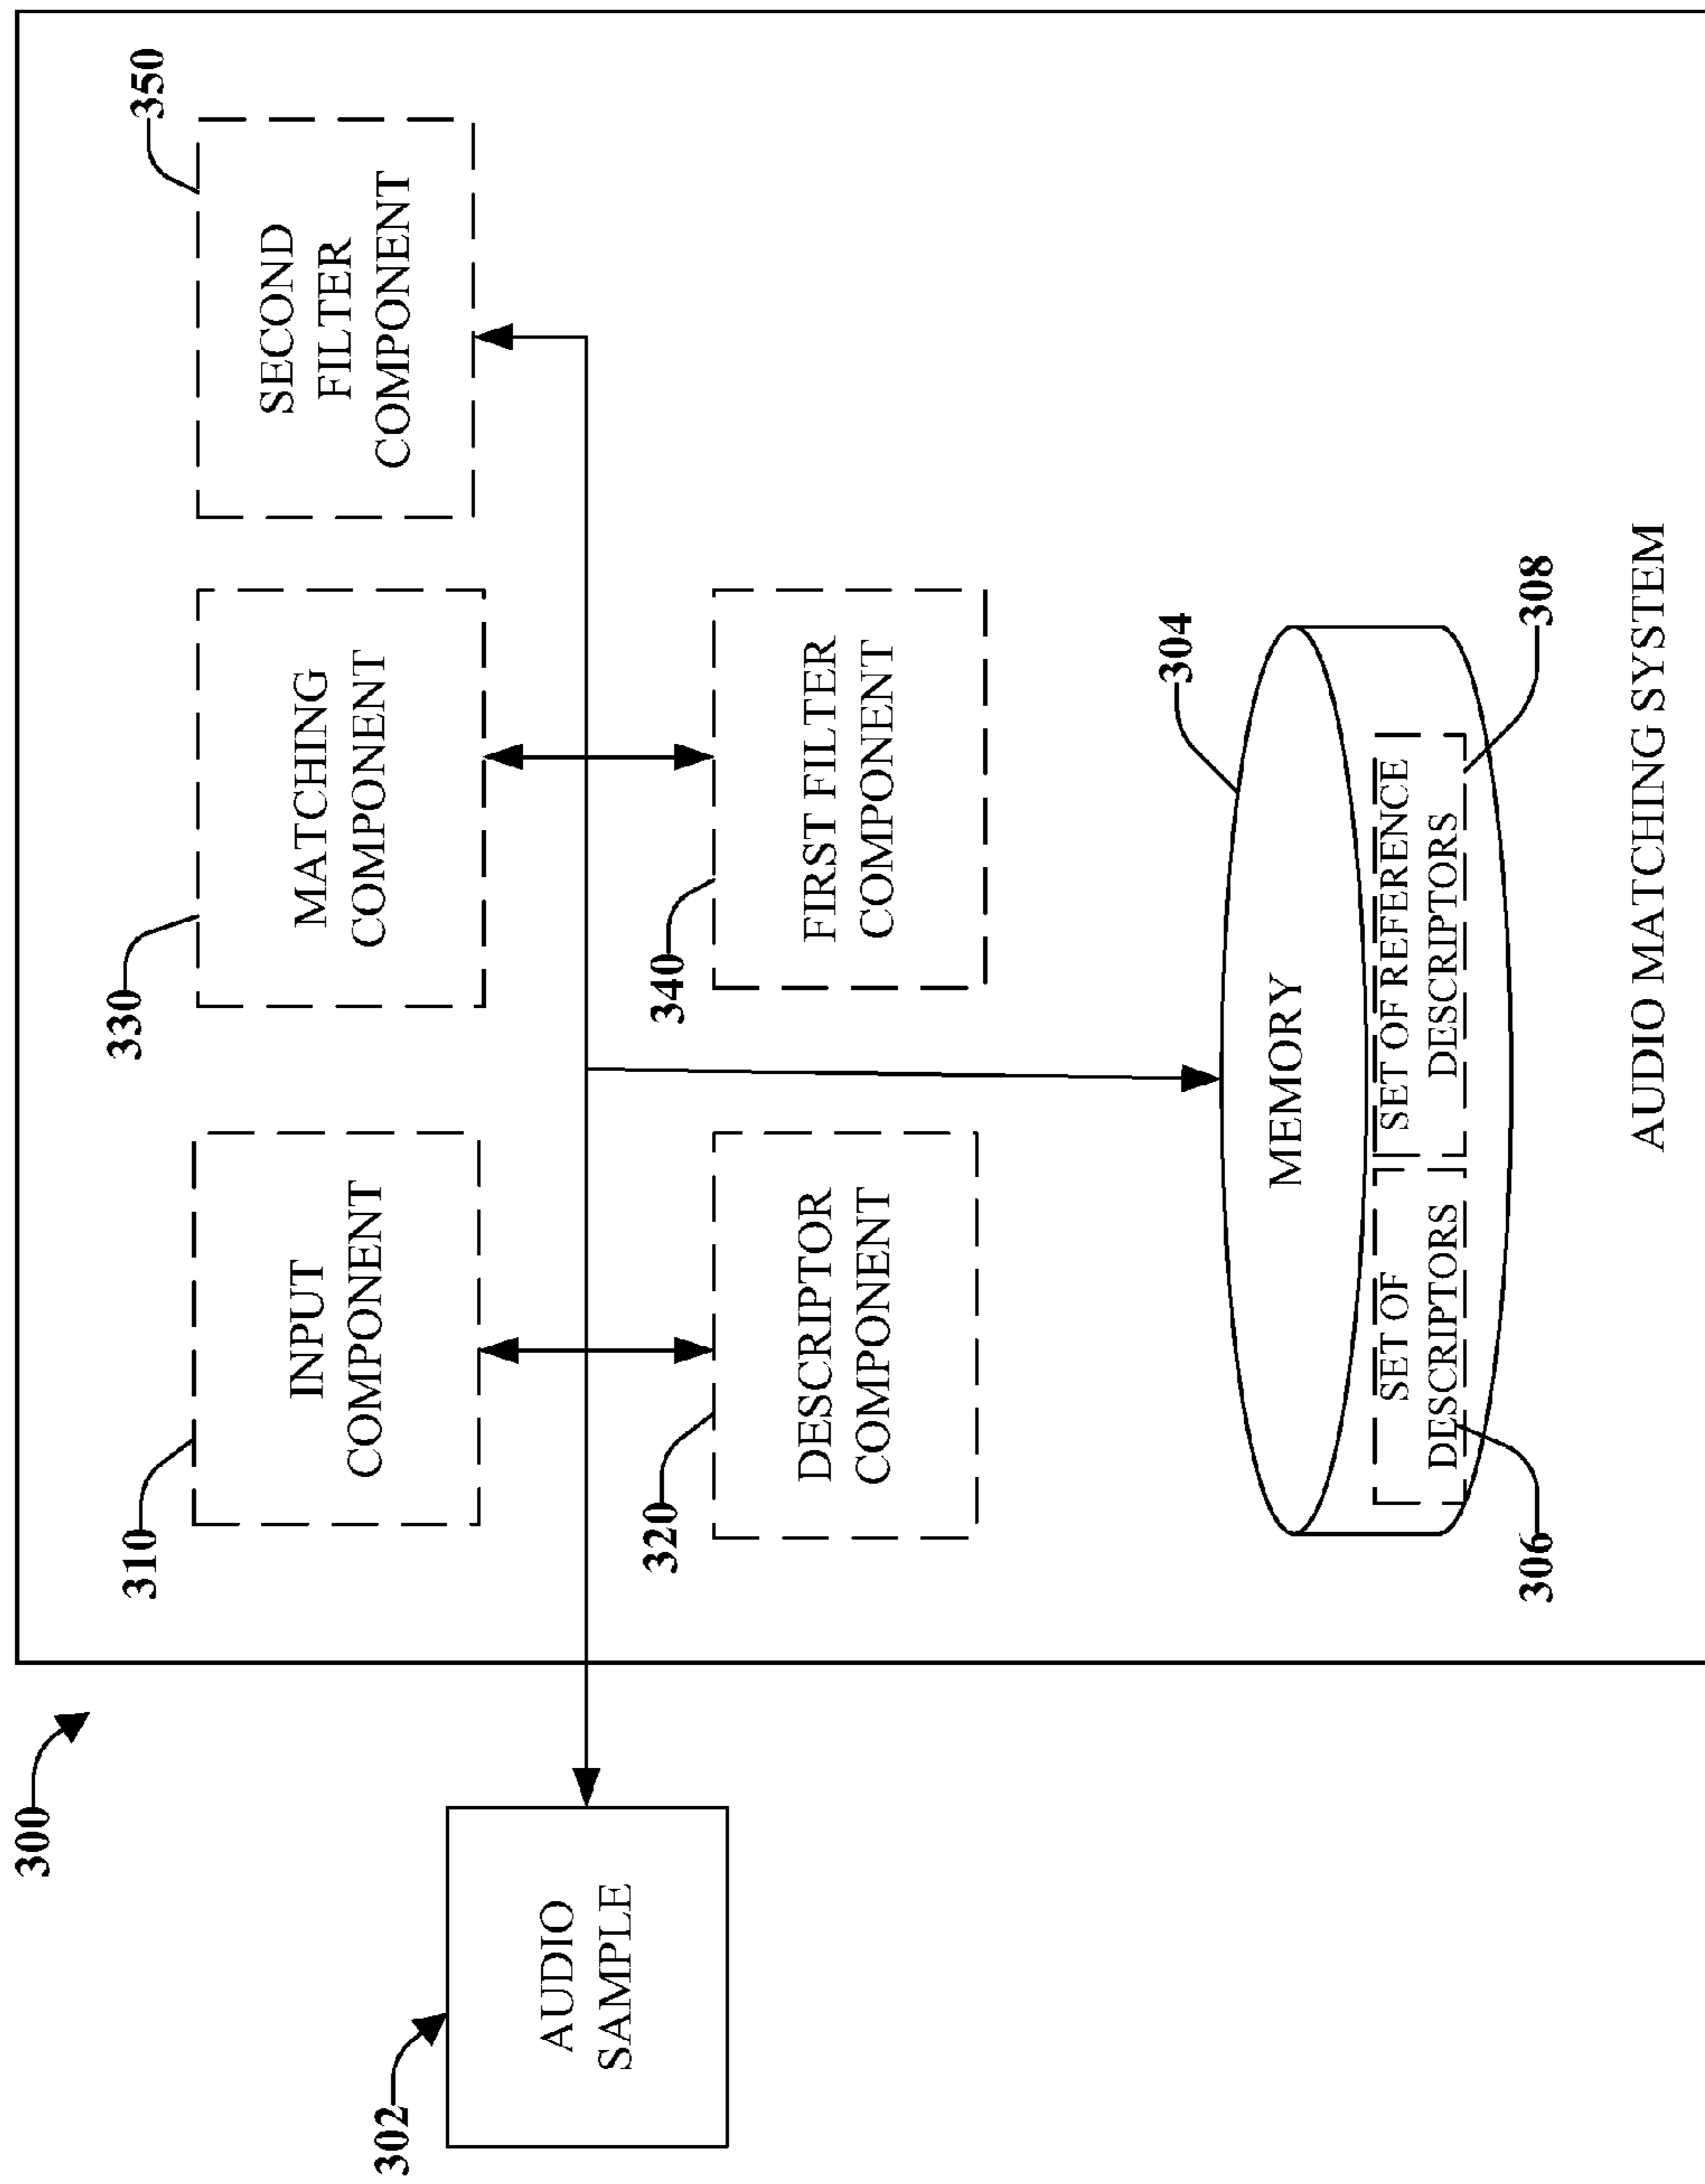 300
302
AUDIO
SAMPLE
310
INPUT
COMPONENT
330
MATCHING
COMPONENT
350
SECOND
FILTER
COMPONENT
320
DESCRIPTOR
COMPONENT
340
FIRST FILTER
COMPONENT
304
MEMORY
SET OF
DESCRIPTORS
SET OF REFERENCE
DESCRIPTORS
306
308
AUDIO MATCHING SYSTEM